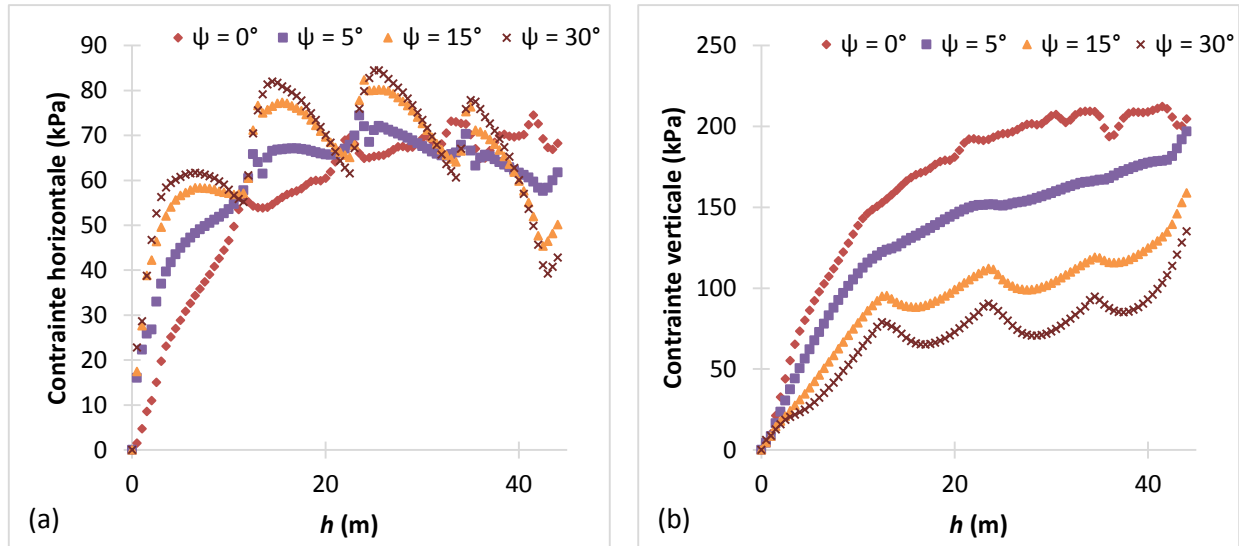 ♦ ψ = 0° ■ ψ = 5° ▲ ψ = 15° × ψ = 30°
Contrainte horizontale (kPa)
90
80
70
60
50
40
30
20
10
0
0 20 40
h (m)
(a)
♦ ψ = 0° ■ ψ = 5° ▲ ψ = 15° × ψ = 30°
Contrainte verticale (kPa)
250
200
150
100
50
0
0 20 40
h (m)
(b)